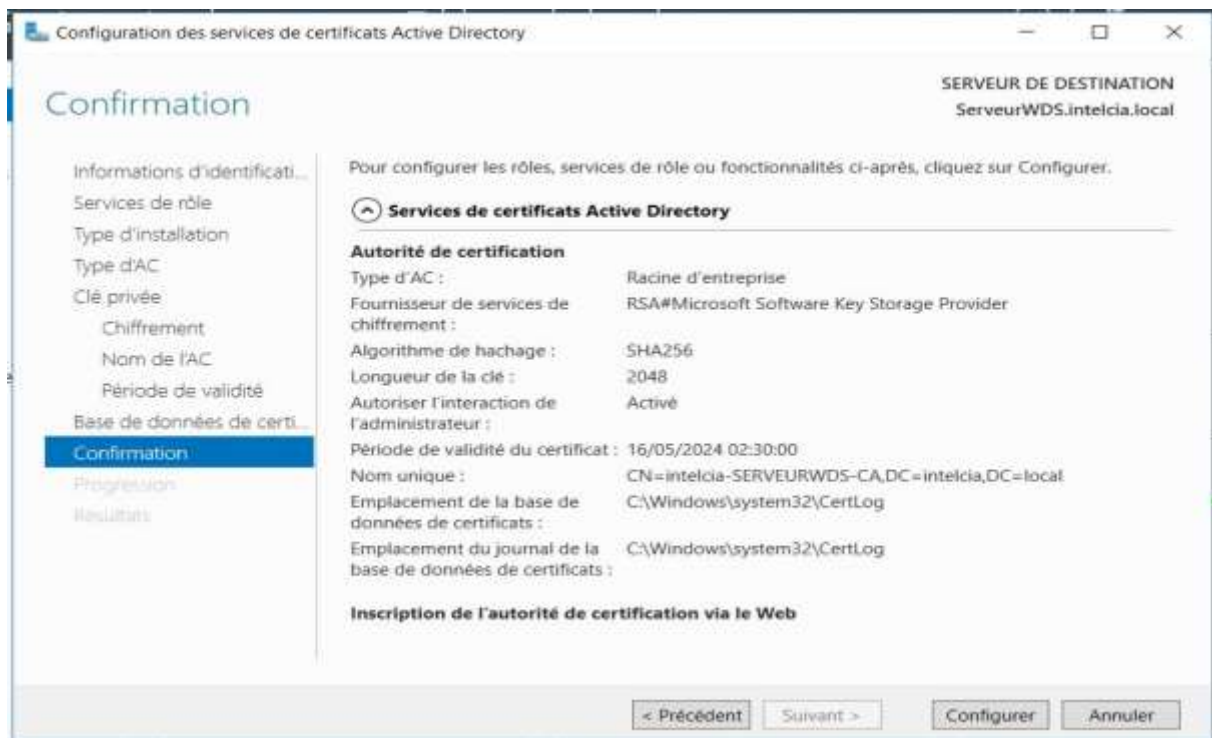 Configuration des services de certificats Active Directory
SERVEUR DE DESTINATION
ServeurWDS.intelcia.local
Confirmation
Informations d'identificati...
Services de rôle
Type d'installation
Type d'AC
Clé privée
Chiffrement
Nom de l'AC
Période de validité
Base de données de certi...
Confirmation
Progression
Résultats
Pour configurer les rôles, services de rôle ou fonctionnalités ci-après, cliquez sur Configurer.
Services de certificats Active Directory
Autorité de certification
Type d'AC : Racine d'entreprise
Fournisseur de services de RSA#Microsoft Software Key Storage Provider
chiffrement :
Algorithme de hachage : SHA256
Longueur de la clé : 2048
Autoriser l'interaction de Activé
l'administrateur :
Période de validité du certificat : 16/05/2024 02:30:00
Nom unique : CN=intelcia-SERVEURWDS-CA,DC=intelcia,DC=local
Emplacement de la base de C:\Windows\system32\CertLog
données de certificats :
Emplacement du journal de la C:\Windows\system32\CertLog
base de données de certificats :
Inscription de l'autorité de certification via le Web
< Précédent Suivant > Configurer Annuler